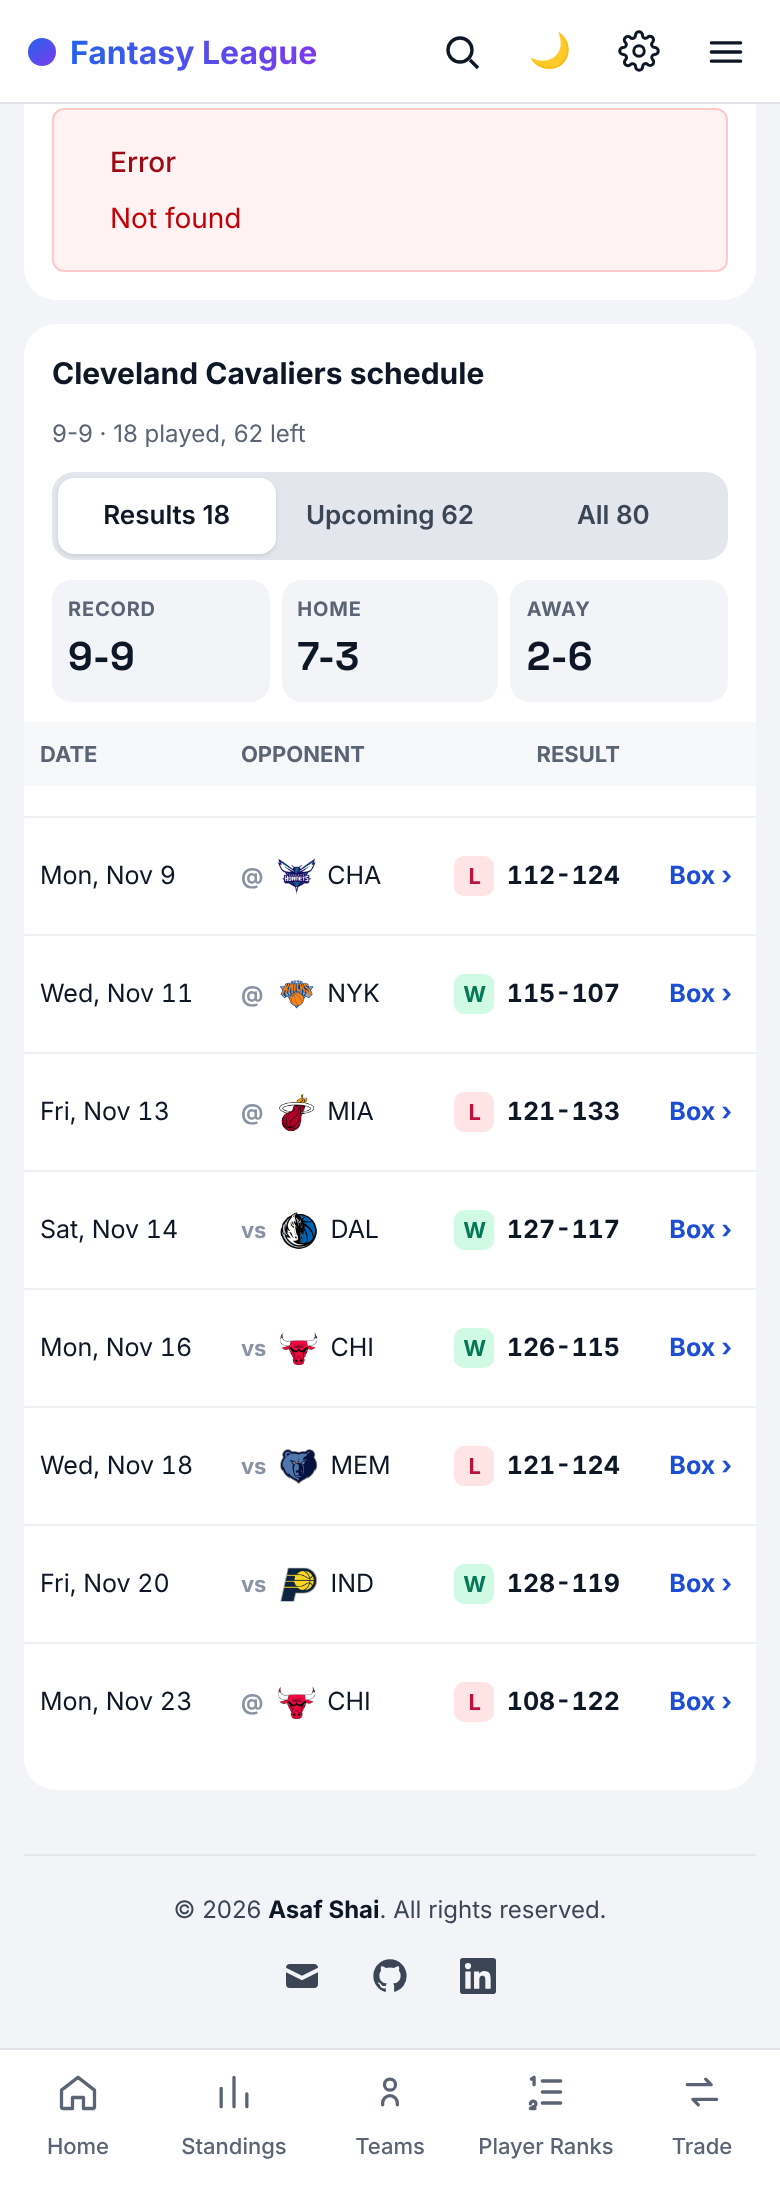 Fantasy League
Error
Not found
Cleveland Cavaliers schedule
9-9 · 18 played, 62 left
Results 18 Upcoming 62 All 80
RECORD HOME AWAY
9-9 7-3 2-6
DATE OPPONENT RESULT
Mon, Nov 9 @ CHA L 112-124 Box ›
Wed, Nov 11 @ NYK W 115-107 Box ›
Fri, Nov 13 @ MIA L 121-133 Box ›
Sat, Nov 14 vs DAL W 127-117 Box ›
Mon, Nov 16 vs CHI W 126-115 Box ›
Wed, Nov 18 vs MEM L 121-124 Box ›
Fri, Nov 20 vs IND W 128-119 Box ›
Mon, Nov 23 @ CHI L 108-122 Box ›
© 2026 Asaf Shai. All rights reserved.
Home Standings Teams Player Ranks Trade